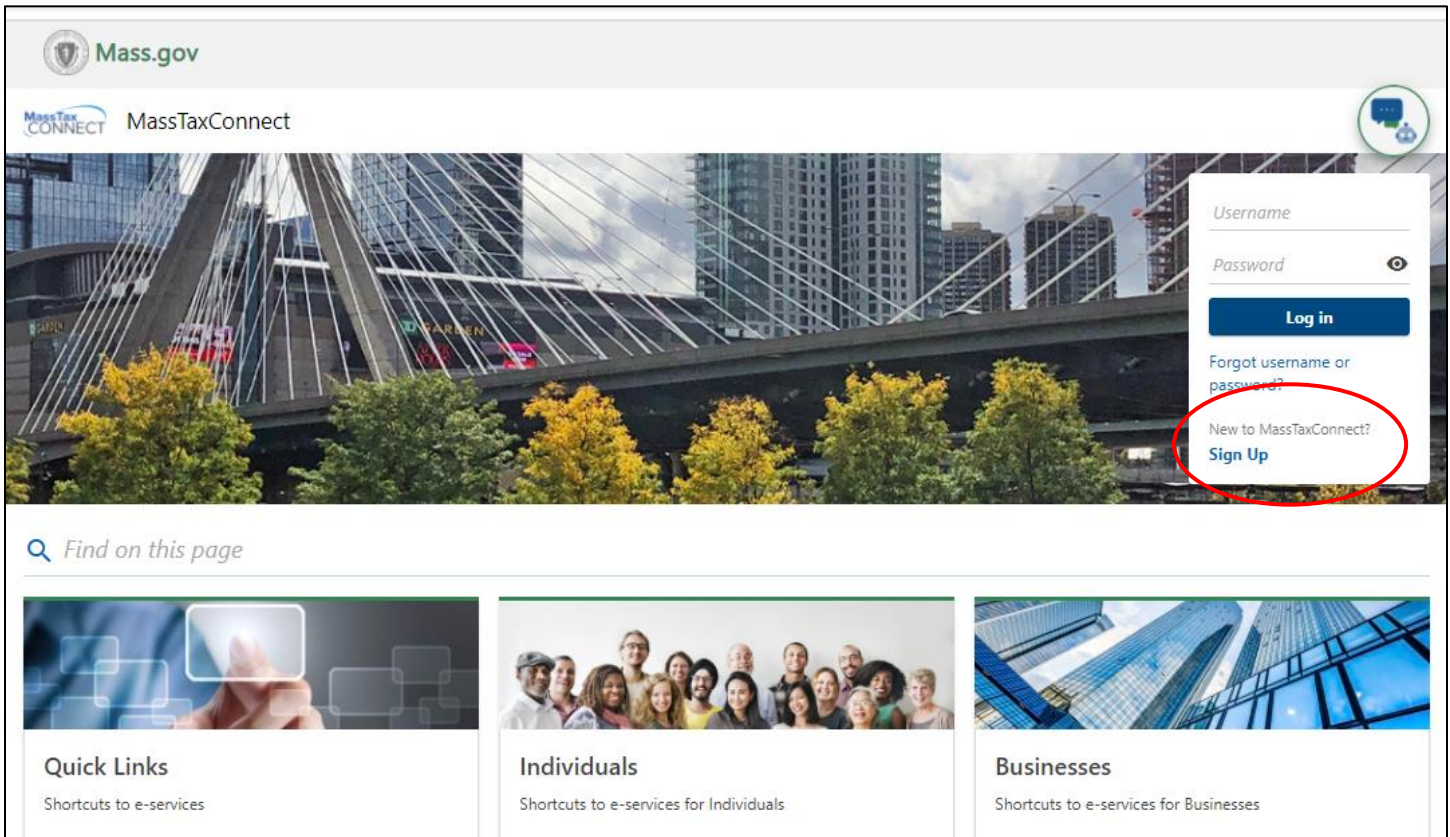 Mass.gov
MassTax
CONNECT
MassTaxConnect
Username
Password
Log in
Forgot username or
password?
New to MassTaxConnect?
Sign Up
GARDEN
Find on this page
Quick Links
Shortcuts to e-services
Individuals
Shortcuts to e-services for Individuals
Businesses
Shortcuts to e-services for Businesses